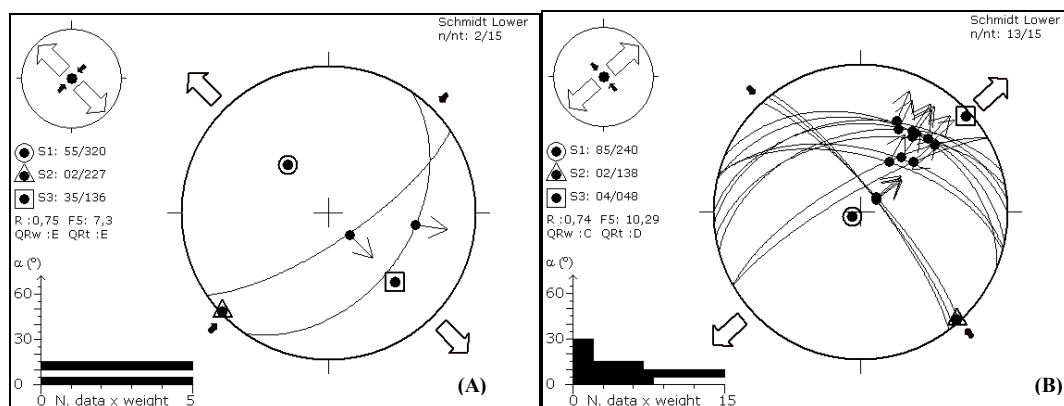 Schmidt Lower
n/nt: 2/15
S1: 55/320
S2: 02/227
S3: 35/136
R :0,75 F5: 7,3
QRw :E QRt :E
α (º)
60
30
0
0 N. data x weight 5
(A)
Schmidt Lower
n/nt: 13/15
S1: 85/240
S2: 02/138
S3: 04/048
R :0,74 F5: 10,29
QRw :C QRt :D
α (º)
60
30
0
0 N. data x weight 15
(B)